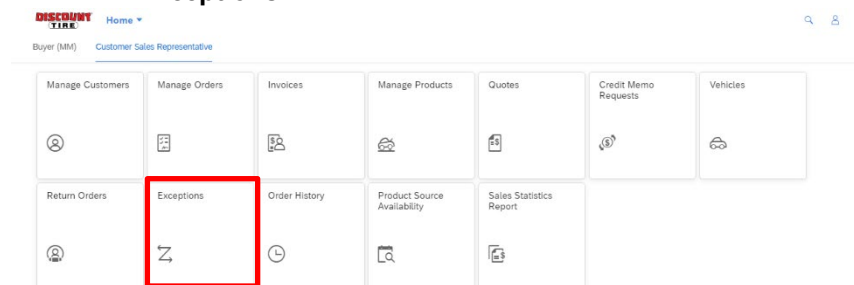 DISCOUNT
TIRE
Home
Buyer (MM) Customer Sales Representative
Manage Customers Manage Orders Invoices Manage Products Quotes Credit Memo Vehicles
Requests
Return Orders Exceptions Order History Product Source Sales Statistics
Availability Report